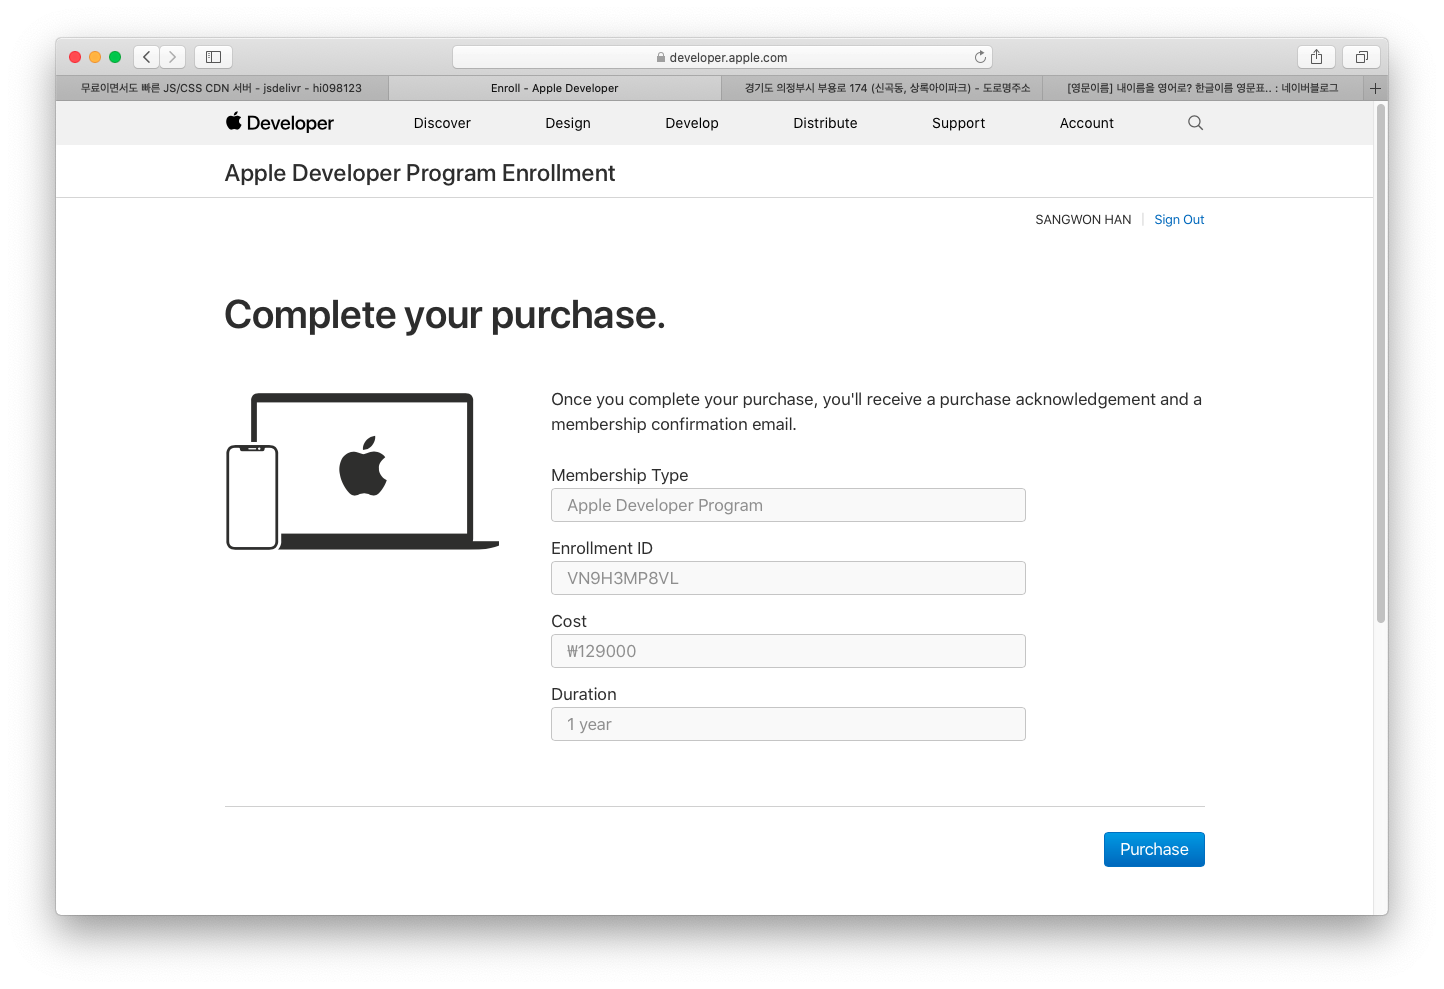 developer.apple.com
무료이면서도 빠른 JS/CSS CDN 서버 - jsdelivr - hi098123
Enroll - Apple Developer
경기도 의정부시 부용로 174 (신곡동, 상록아이파크) - 도로명주소
[영문이름] 내이름을 영어로? 한글이름 영문표.. : 네이버블로그
Developer
Discover
Design
Develop
Distribute
Support
Account
Apple Developer Program Enrollment
SANGWON HAN
Sign Out
Complete your purchase.
Once you complete your purchase, you'll receive a purchase acknowledgement and a
membership confirmation email.
Membership Type
Apple Developer Program
Enrollment ID
VN9H3MP8VL
Cost
₩129000
Duration
1 year
Purchase